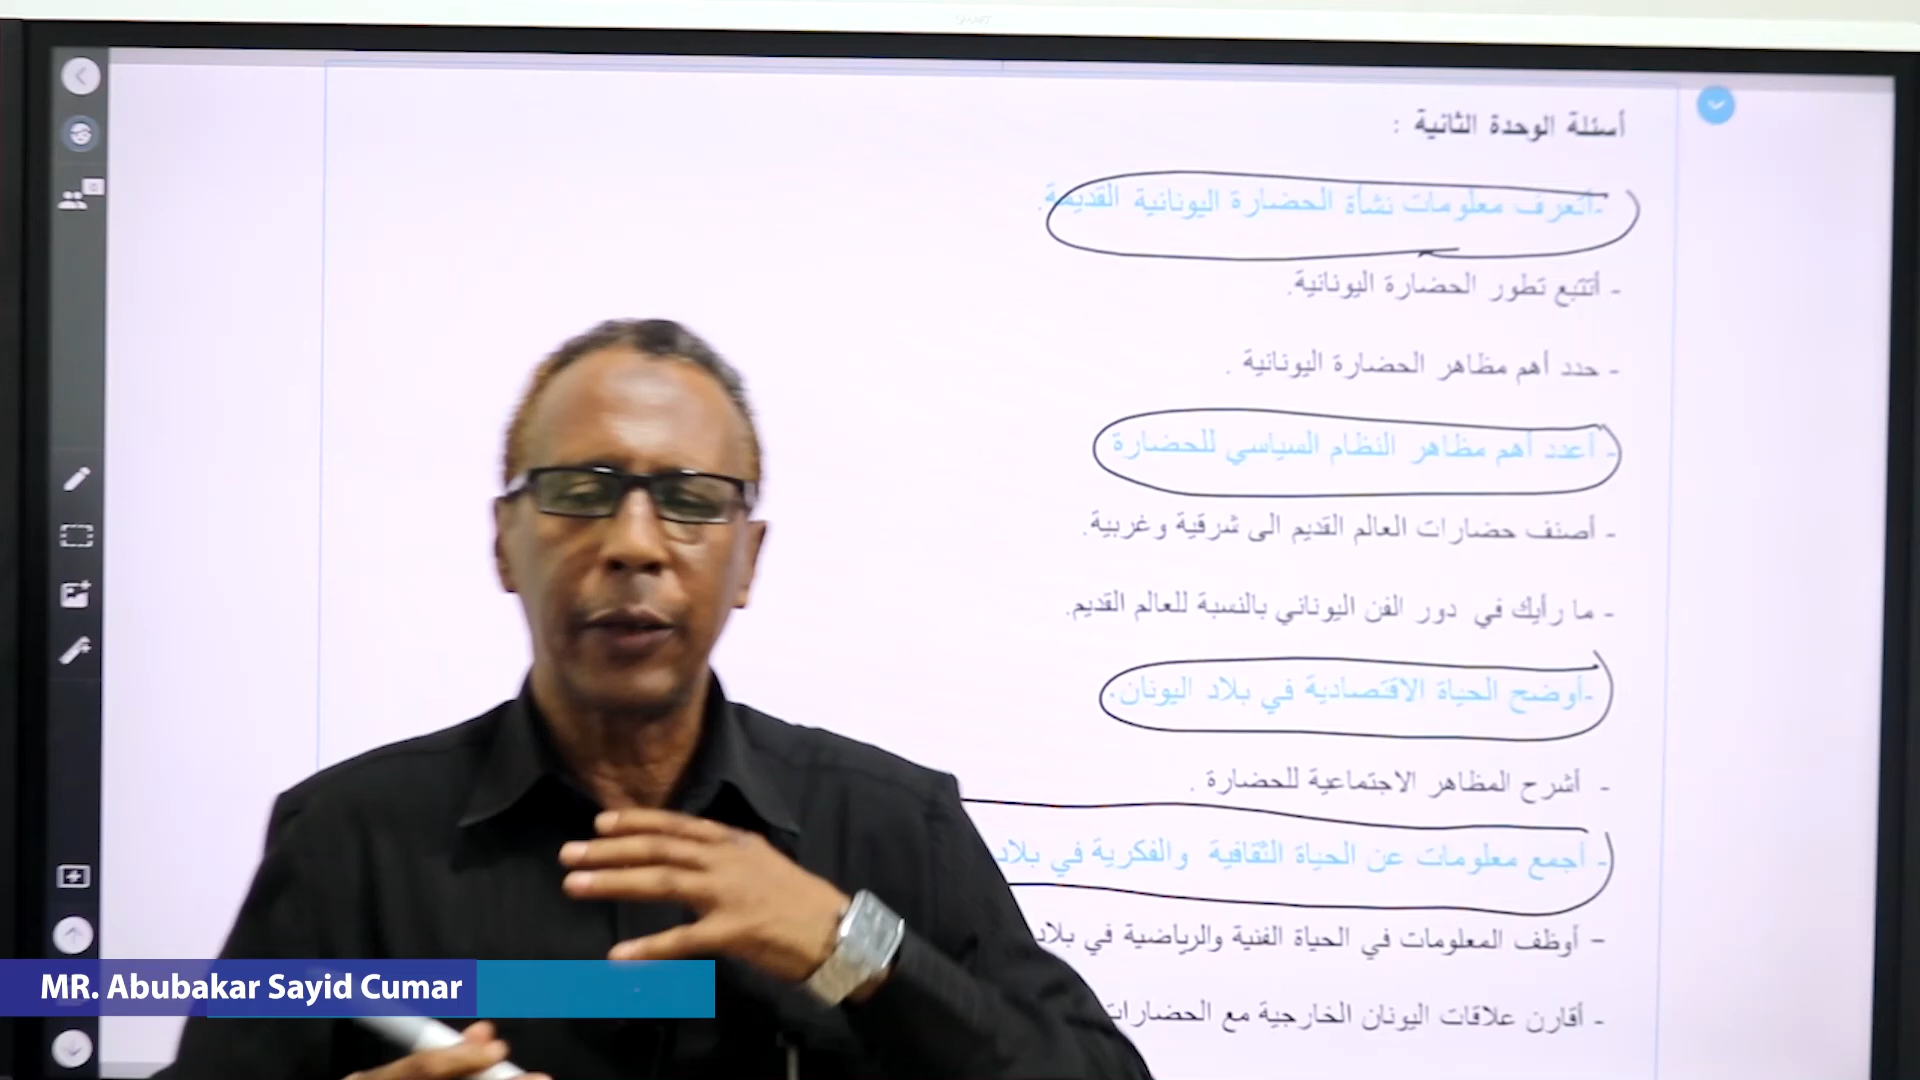 SMART
أسئلة الوحدة الثانية :
-أتعرف معلومات نشأة الحضارة اليونانية القديمة.
- أتتبع تطور الحضارة اليونانية.
- حدد أهم مظاهر الحضارة اليونانية .
- أعدد أهم مظاهر النظام السياسي للحضارة
- أصنف حضارات العالم القديم الى شرقية وغربية.
- ما رأيك في دور الفن اليوناني بالنسبة للعالم القديم.
-أوضح الحياة الاقتصادية في بلاد اليونان.
- أشرح المظاهر الاجتماعية للحضارة .
- أجمع معلومات عن الحياة الثقافية والفكرية في بلاد
- أوظف المعلومات في الحياة الفنية والرياضية في بلاد
- أقارن علاقات اليونان الخارجية مع الحضارات
MR. Abubakar Sayid Cumar